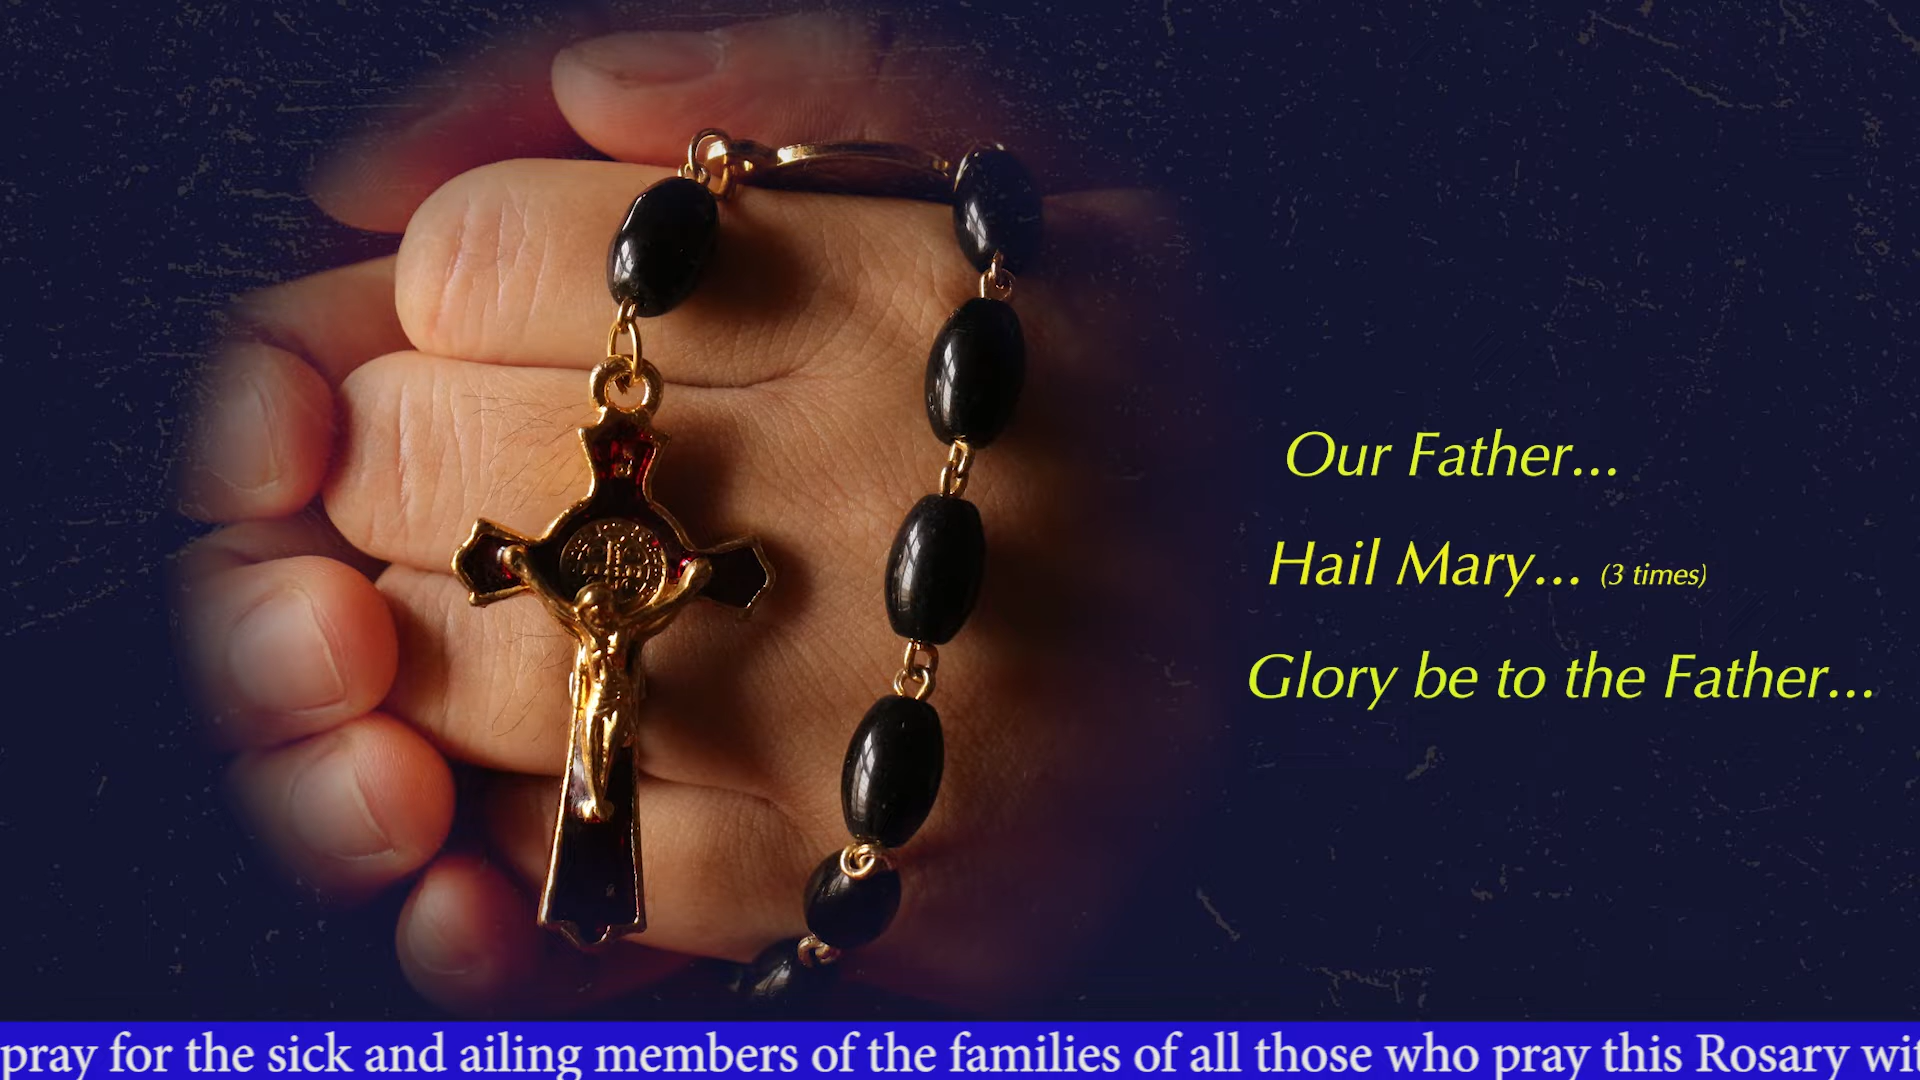 Our Father...
Hail Mary... (3 times)
Glory be to the Father...
pray for the sick and ailing members of the families of all those who pray this Rosary wit